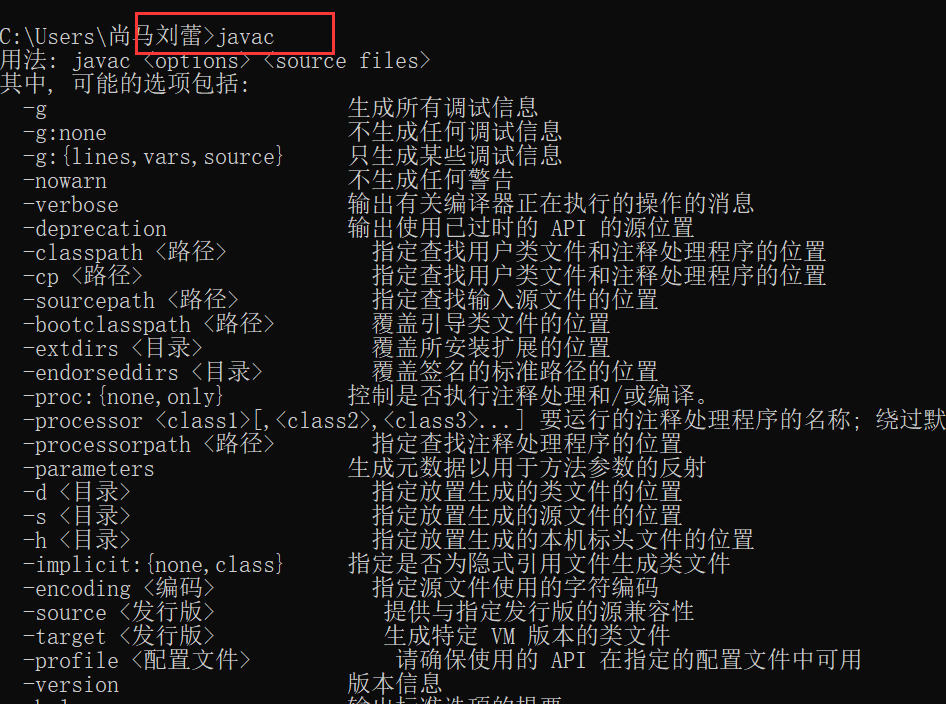 C:\Users\尚马刘蕾>javac
用法: javac <options> <source files>
其中, 可能的选项包括:
-g 生成所有调试信息
-g:none 不生成任何调试信息
-g:{lines,vars,source} 只生成某些调试信息
-nowarn 不生成任何警告
-verbose 输出有关编译器正在执行的操作的消息
-deprecation 输出使用已过时的 API 的源位置
-classpath <路径> 指定查找用户类文件和注释处理程序的位置
-cp <路径> 指定查找用户类文件和注释处理程序的位置
-sourcepath <路径> 指定查找输入源文件的位置
-bootclasspath <路径> 覆盖引导类文件的位置
-extdirs <目录> 覆盖所安装扩展的位置
-endorseddirs <目录> 覆盖签名的标准路径的位置
-proc:{none,only} 控制是否执行注释处理和/或编译。
-processor <class1>[,<class2>,<class3>...] 要运行的注释处理程序的名称; 绕过默
-processorpath <路径> 指定查找注释处理程序的位置
-parameters 生成元数据以用于方法参数的反射
-d <目录> 指定放置生成的类文件的位置
-s <目录> 指定放置生成的源文件的位置
-h <目录> 指定放置生成的本机标头文件的位置
-implicit:{none,class} 指定是否为隐式引用文件生成类文件
-encoding <编码> 指定源文件使用的字符编码
-source <发行版> 提供与指定发行版的源兼容性
-target <发行版> 生成特定 VM 版本的类文件
-profile <配置文件> 请确保使用的 API 在指定的配置文件中可用
-version 版本信息